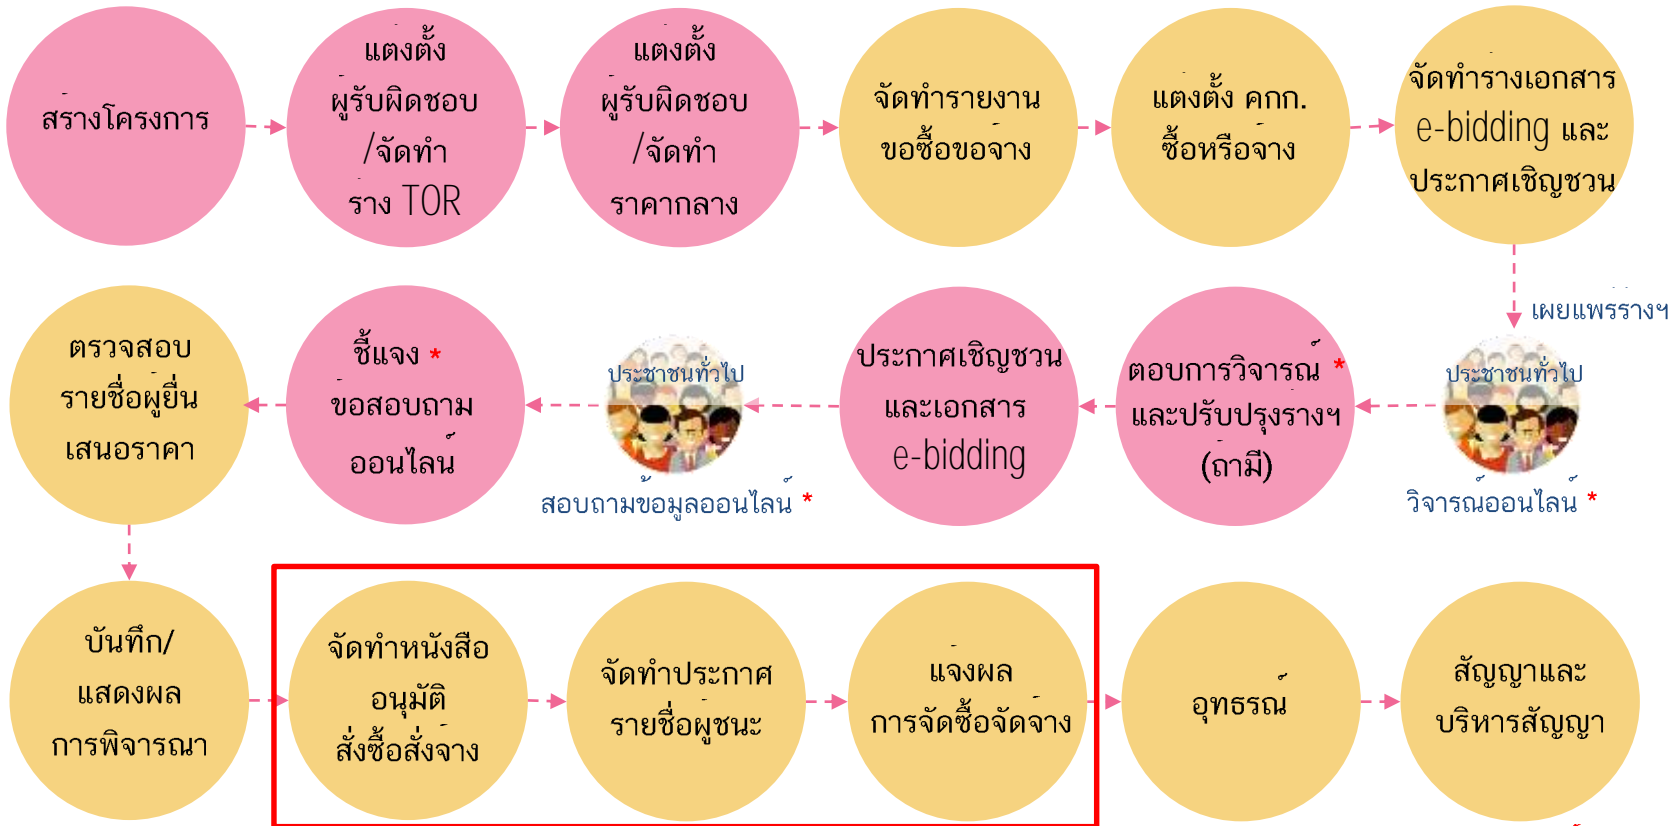 สร้างโครงการ
แต่งตั้ง
ผู้รับผิดชอบ
/จัดทำ
ร่าง TOR
แต่งตั้ง
ผู้รับผิดชอบ
/จัดทำ
ราคากลาง
จัดทำรายงาน
ขอซื้อขอจ้าง
แต่งตั้ง คกก.
ซื้อหรือจ้าง
จัดทำร่างเอกสาร
e-bidding และ
ประกาศเชิญชวน
เผยแพร่ร่างฯ
ประชาชนทั่วไป
วิจารณ์ออนไลน์ *
ตอบการวิจารณ์ *
และปรับปรุงร่างฯ
(ถ้ามี)
ประกาศเชิญชวน
และเอกสาร
e-bidding
ประชาชนทั่วไป
สอบถามข้อมูลออนไลน์ *
ชี้แจง *
ข้อสอบถาม
ออนไลน์
ตรวจสอบ
รายชื่อผู้ยื่น
เสนอราคา
บันทึก/
แสดงผล
การพิจารณา
จัดทำหนังสือ
อนุมัติ
สั่งซื้อสั่งจ้าง
จัดทำประกาศ
รายชื่อผู้ชนะ
แจ้งผล
การจัดซื้อจัดจ้าง
อุทธรณ์
สัญญาและ
บริหารสัญญา